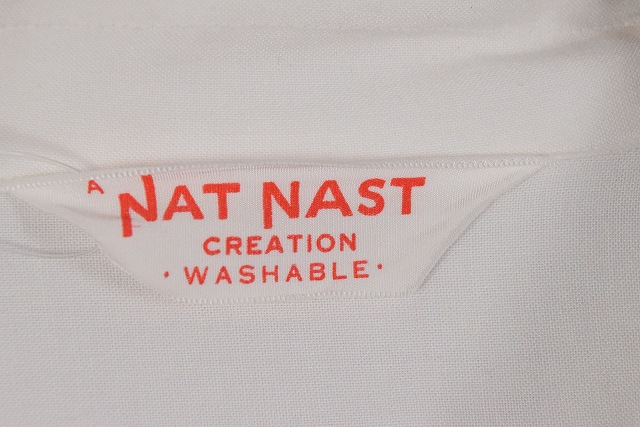 A NAT NAST
CREATION
· WASHABLE ·